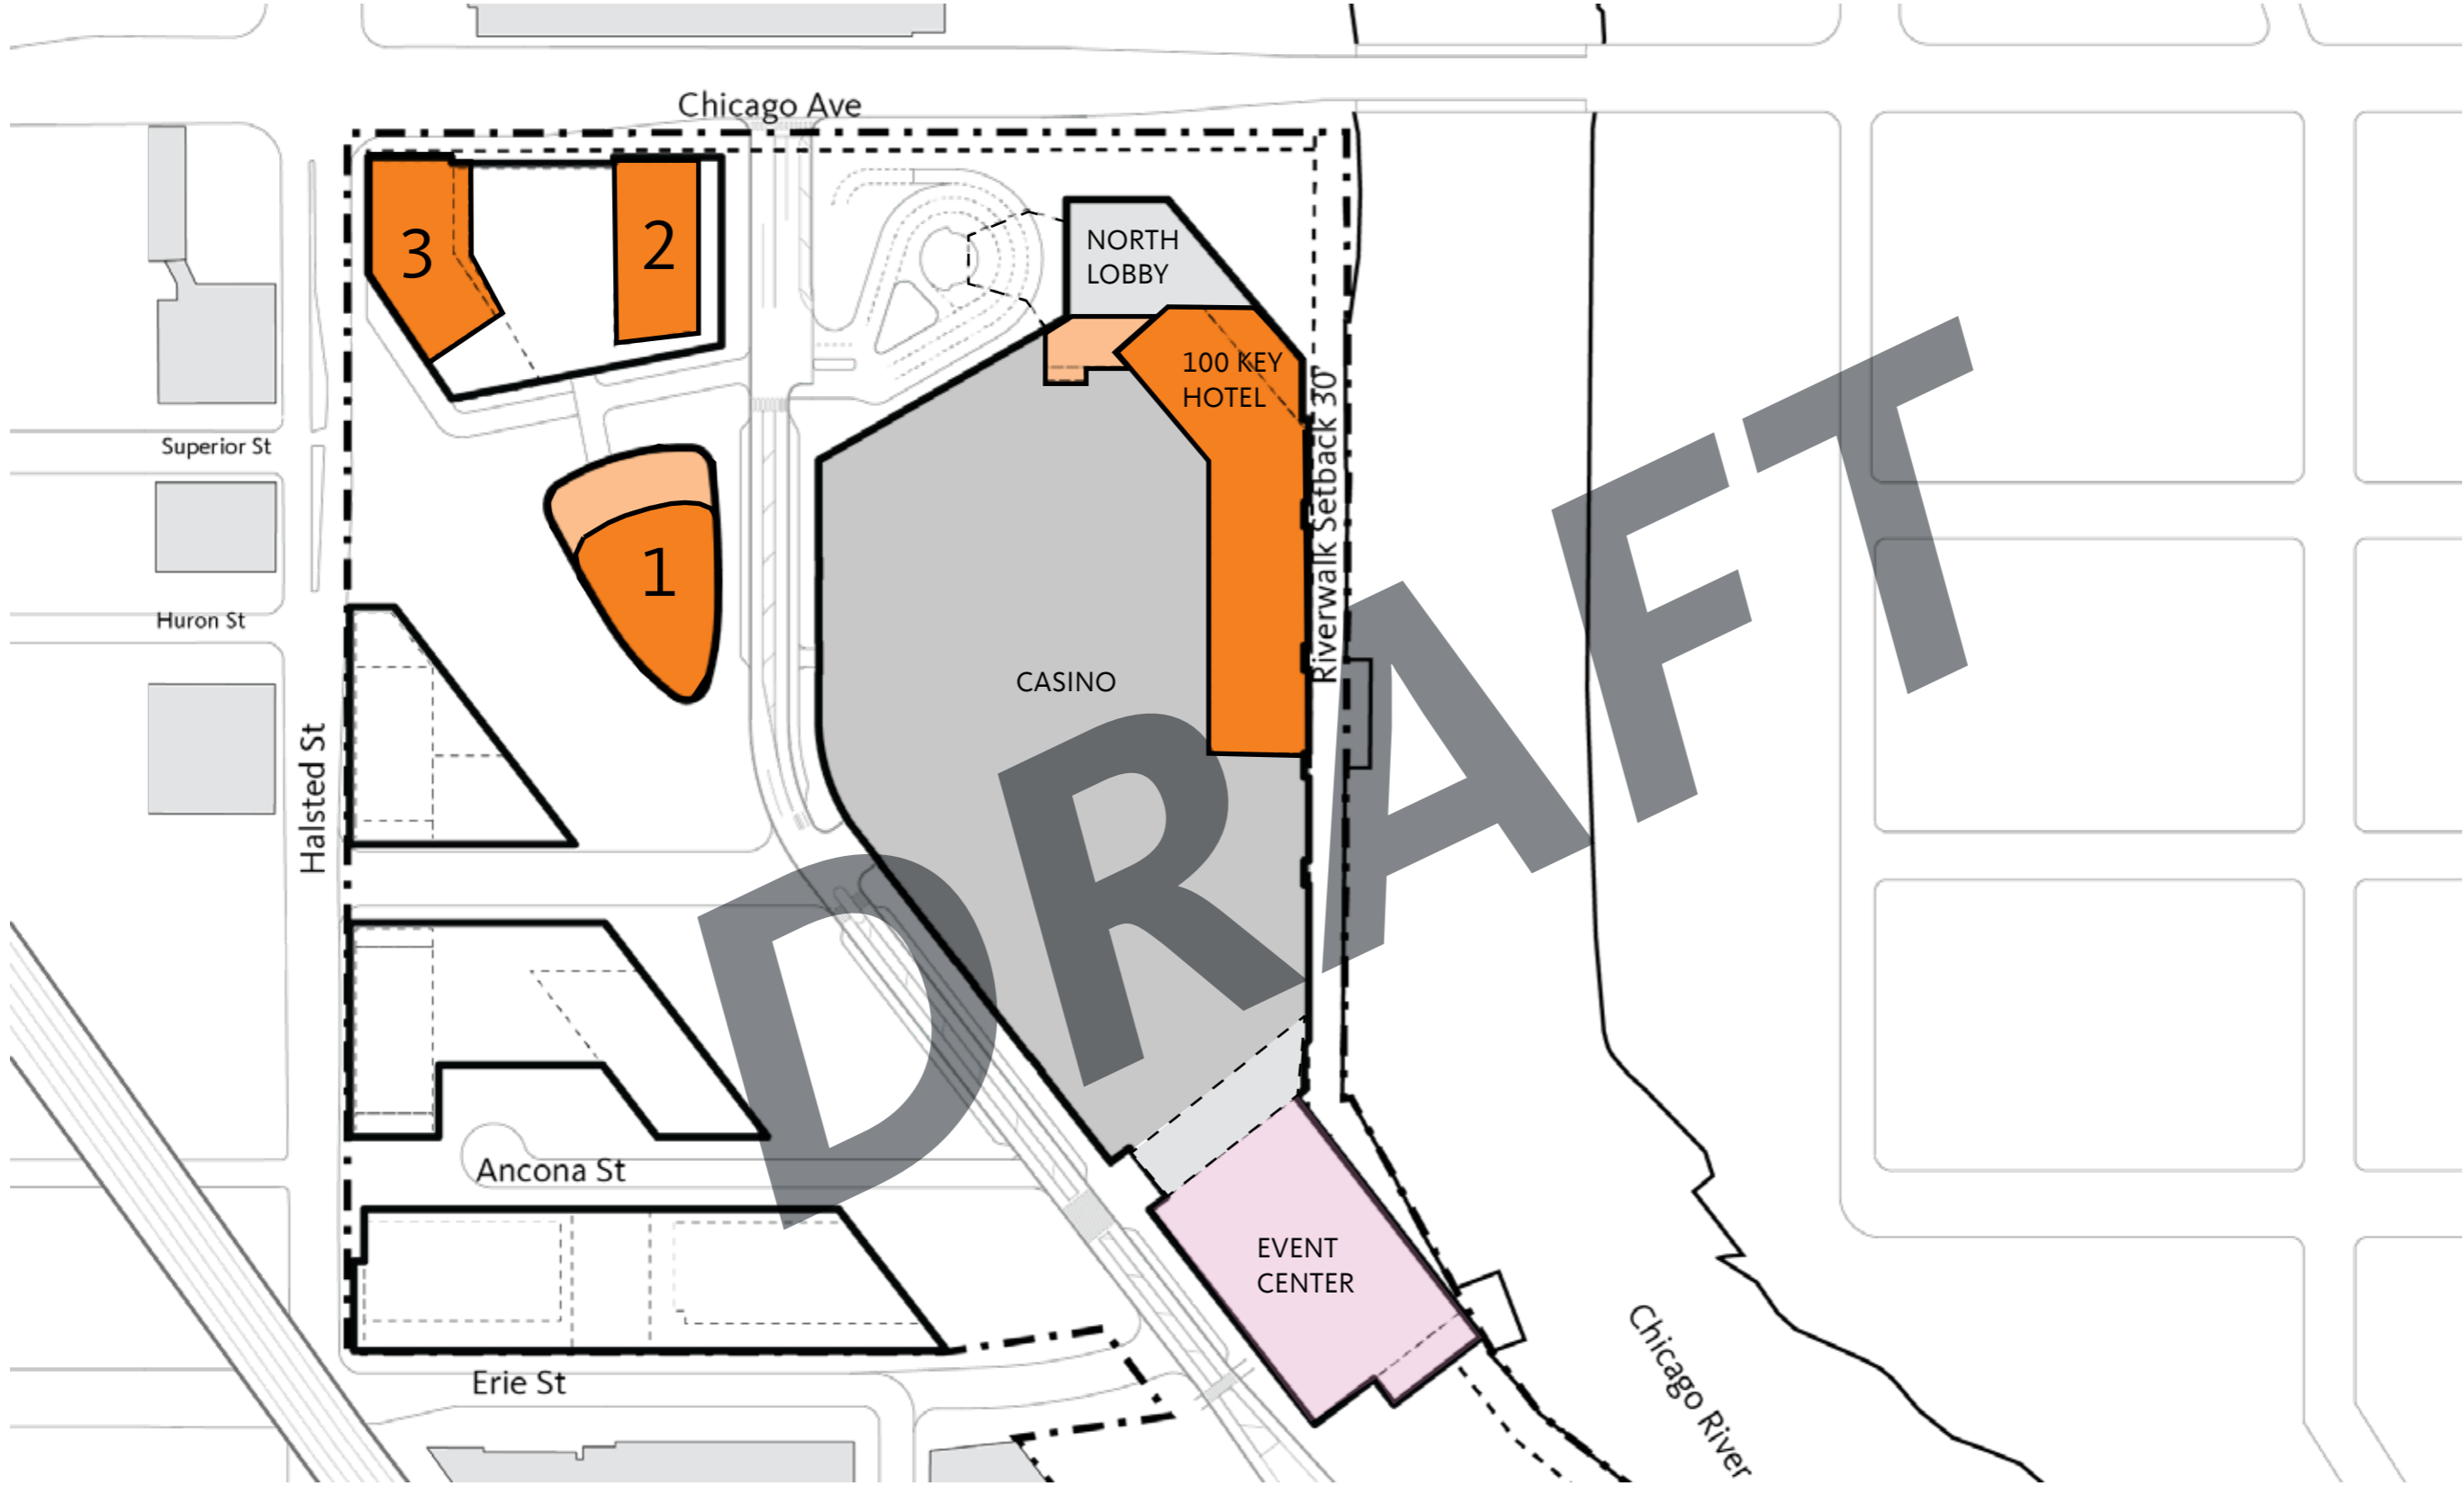 Chicago Ave
3
2
NORTH
LOBBY
100 KEY
HOTEL
Riverwalk Setback 30'
Superior St
1
Huron St
CASINO
Halsted St
DRAFT
Ancona St
EVENT
CENTER
Erie St
Chicago River